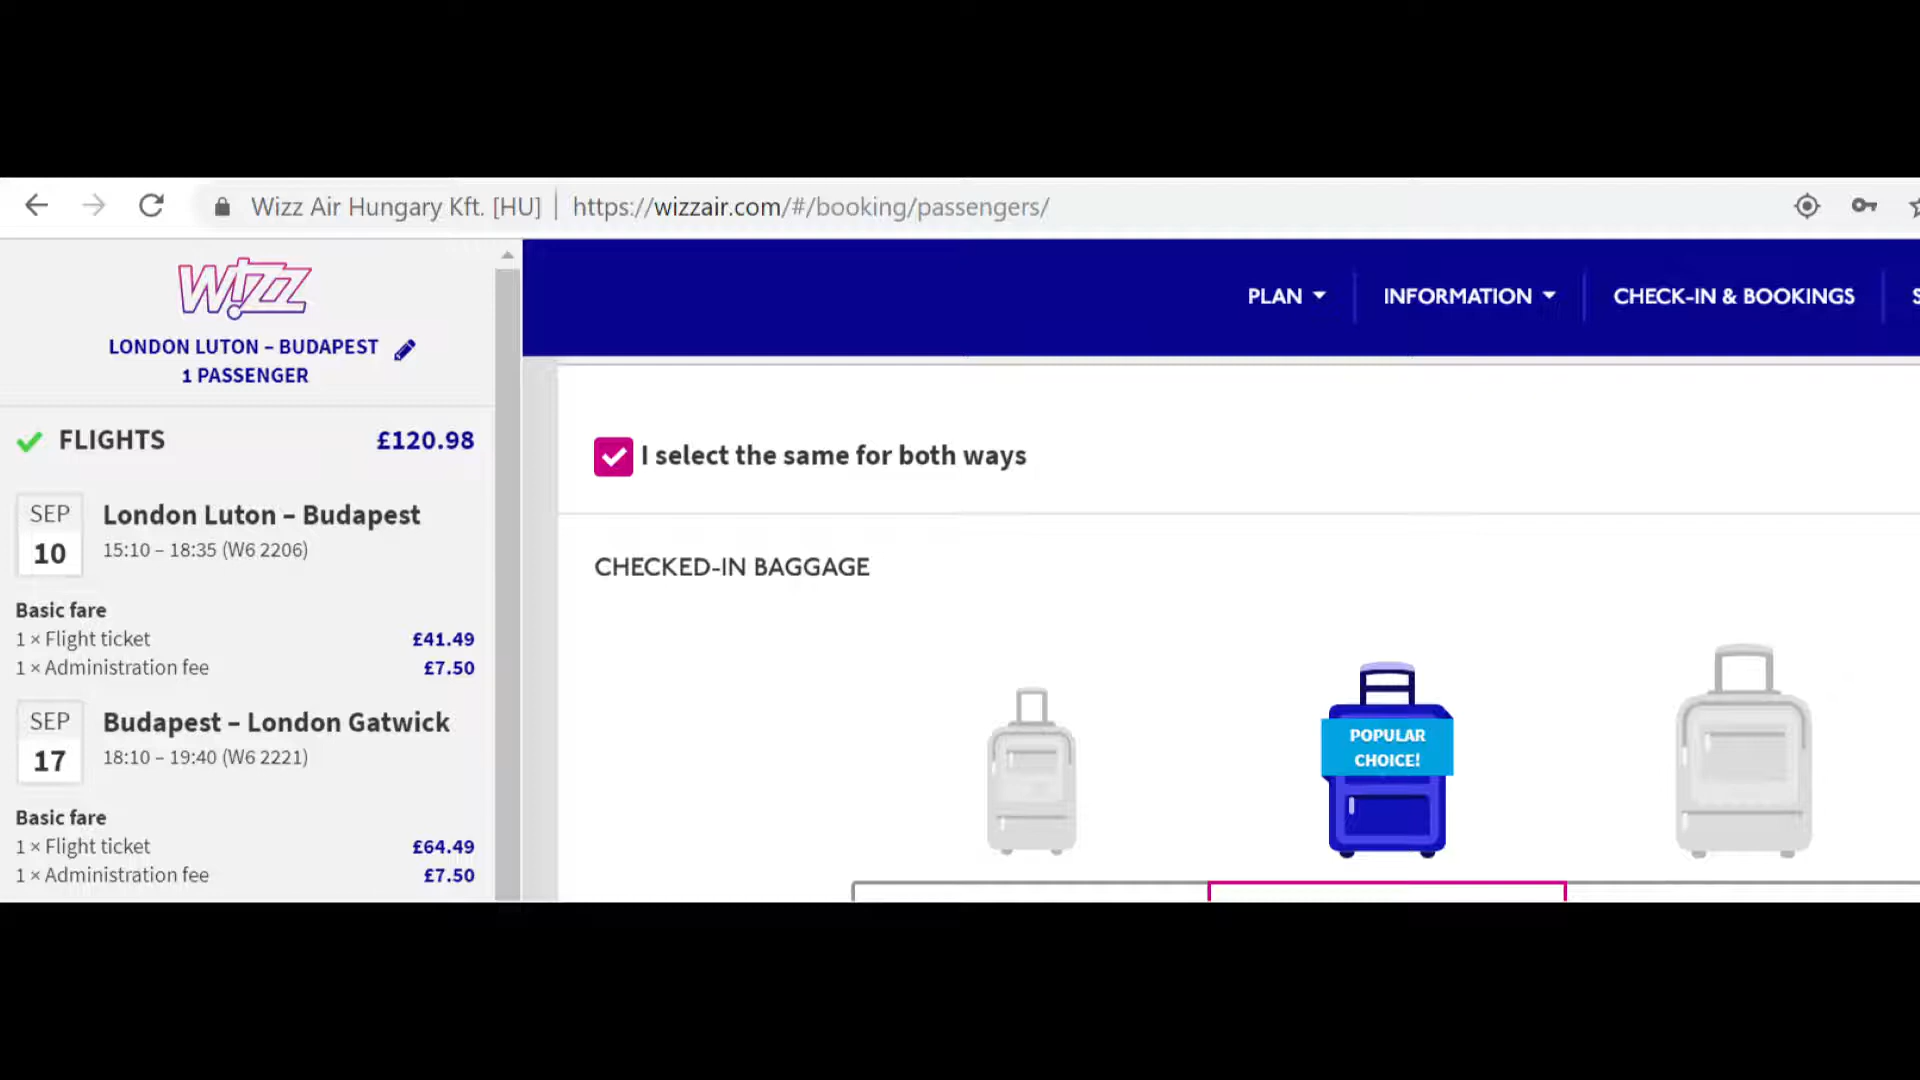 Wizz Air Hungary Kft. [HU] | https://wizzair.com/#/booking/passengers/
WIZZ
LONDON LUTON – BUDAPEST
1 PASSENGER
PLAN
INFORMATION
CHECK-IN & BOOKINGS
FLIGHTS £120.98
SEP
10
London Luton – Budapest
15:10 – 18:35 (W6 2206)
Basic fare
1 × Flight ticket £41.49
1 × Administration fee £7.50
SEP
17
Budapest – London Gatwick
18:10 – 19:40 (W6 2221)
Basic fare
1 × Flight ticket £64.49
1 × Administration fee £7.50
I select the same for both ways
CHECKED-IN BAGGAGE
POPULAR
CHOICE!